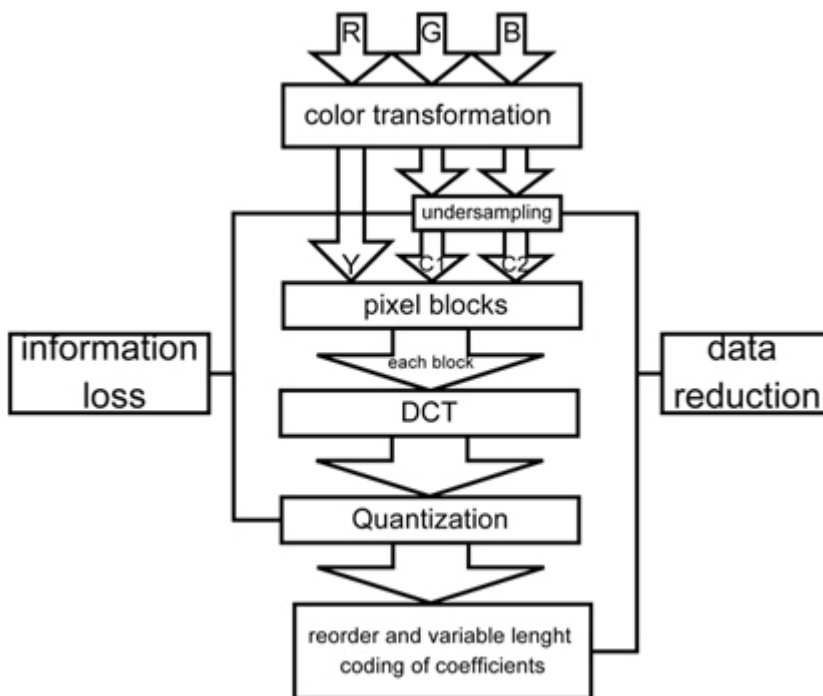 R
G
B
color transformation
undersampling
Y
C1
C2
pixel blocks
information
loss
each block
data
reduction
DCT
Quantization
reorder and variable lenght
coding of coefficients